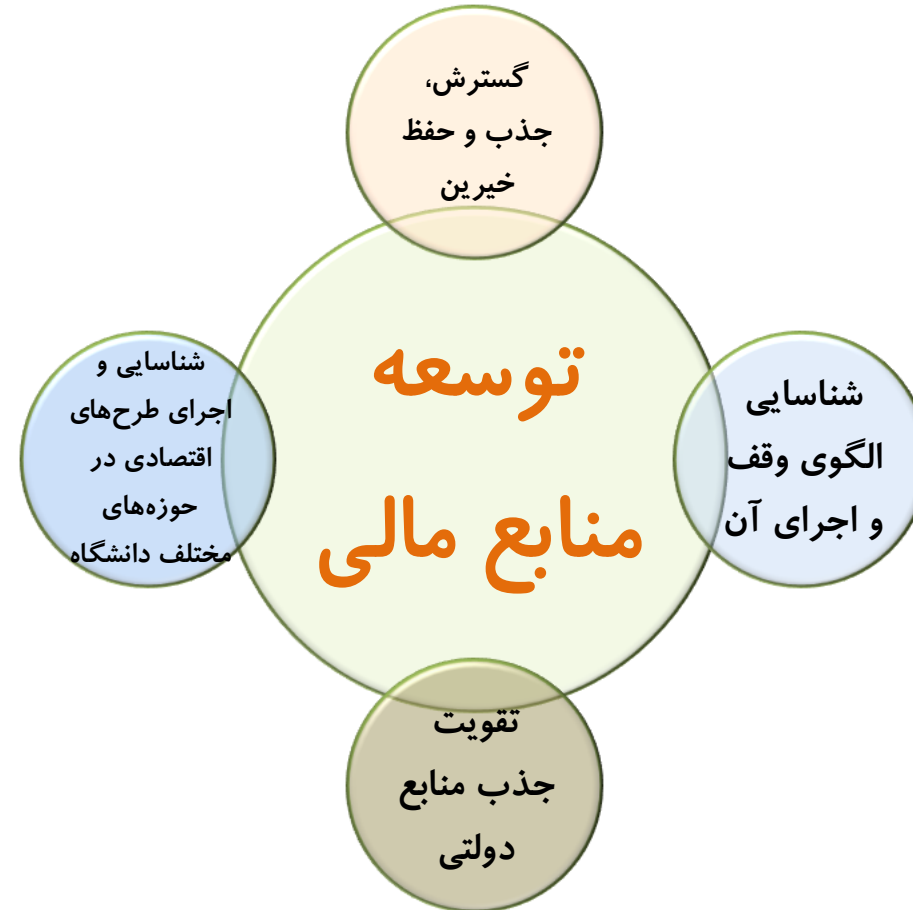 گسترش،
جذب و حفظ
خیرین
توسعه
منابع مالی
شناسایی
الگوی وقف
و اجرای آن
تقویت
جذب منابع
دولتی
شناسایی و
اجرای طرح‌های
اقتصادی در
حوزه‌های
مختلف دانشگاه